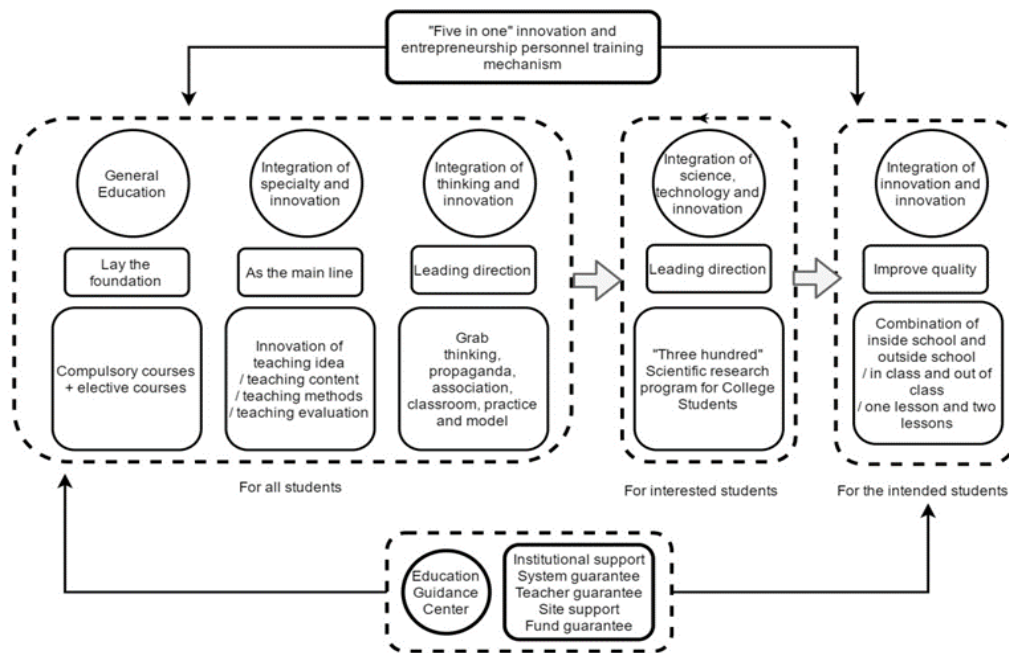 "Five in one" innovation and
entrepreneurship personnel training
mechanism
General
Education
Integration of
specialty and
innovation
Integration of
thinking and
innovation
Integration of
science,
technology and
innovation
Integration of
innovation and
innovation
Lay the
foundation
As the main line
Leading direction
Leading direction
Improve quality
Compulsory courses
+ elective courses
Innovation of
teaching idea
/ teaching content
/ teaching methods
/ teaching evaluation
Grab
thinking,
propaganda,
association,
classroom, practice
and model
"Three hundred"
Scientific research
program for College
Students
Combination of
inside school and
outside school
/ in class and out of
class
/ one lesson and two
lessons
For all students
For interested students
For the intended students
Education
Guidance
Center
Institutional support
System guarantee
Teacher guarantee
Site support
Fund guarantee